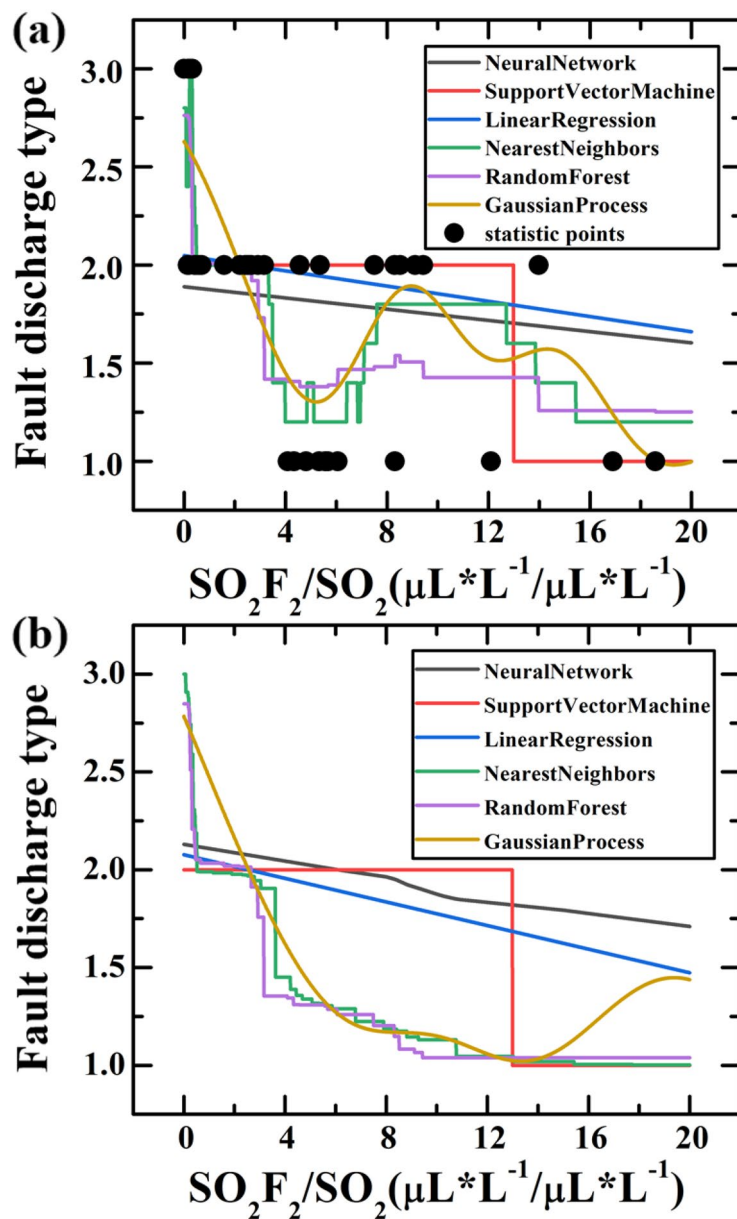 (a)
Fault discharge type
3.0
2.5
2.0
1.5
1.0
NeuralNetwork
SupportVectorMachine
LinearRegression
NearestNeighbors
RandomForest
GaussianProcess
statistic points
0 4 8 12 16 20
SO₂F₂/SO₂(μL*L⁻¹/μL*L⁻¹)
(b)
Fault discharge type
3.0
2.5
2.0
1.5
1.0
NeuralNetwork
SupportVectorMachine
LinearRegression
NearestNeighbors
RandomForest
GaussianProcess
0 4 8 12 16 20
SO₂F₂/SO₂(μL*L⁻¹/μL*L⁻¹)